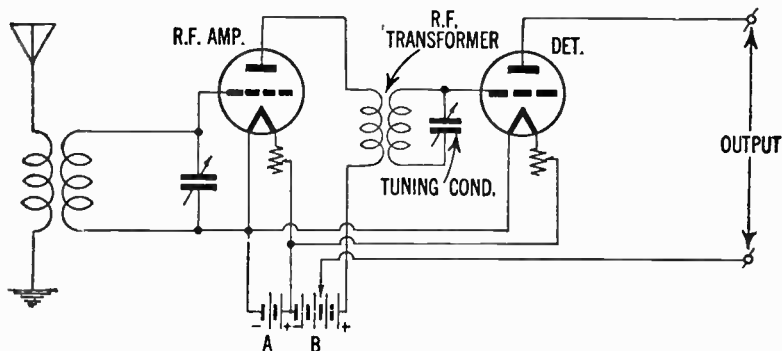 R.F. AMP.
R.F.
TRANSFORMER
DET.
TUNING COND.
OUTPUT
- + - +
A B